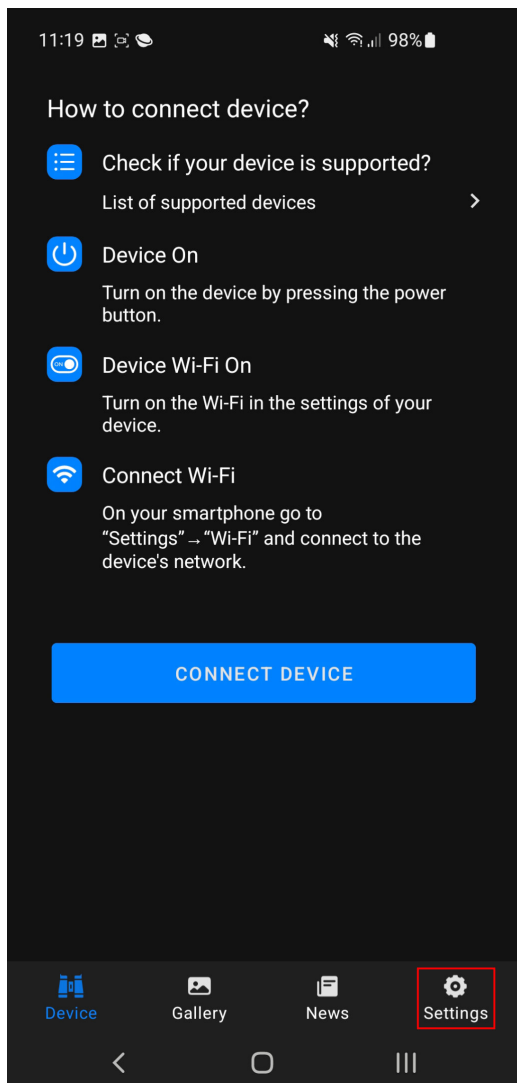 11:19 98%
How to connect device?
Check if your device is supported?
List of supported devices
Device On
Turn on the device by pressing the power
button.
ON
Device Wi-Fi On
Turn on the Wi-Fi in the settings of your
device.
Connect Wi-Fi
On your smartphone go to
“Settings”→“Wi-Fi” and connect to the
device's network.
CONNECT DEVICE
Device Gallery News Settings